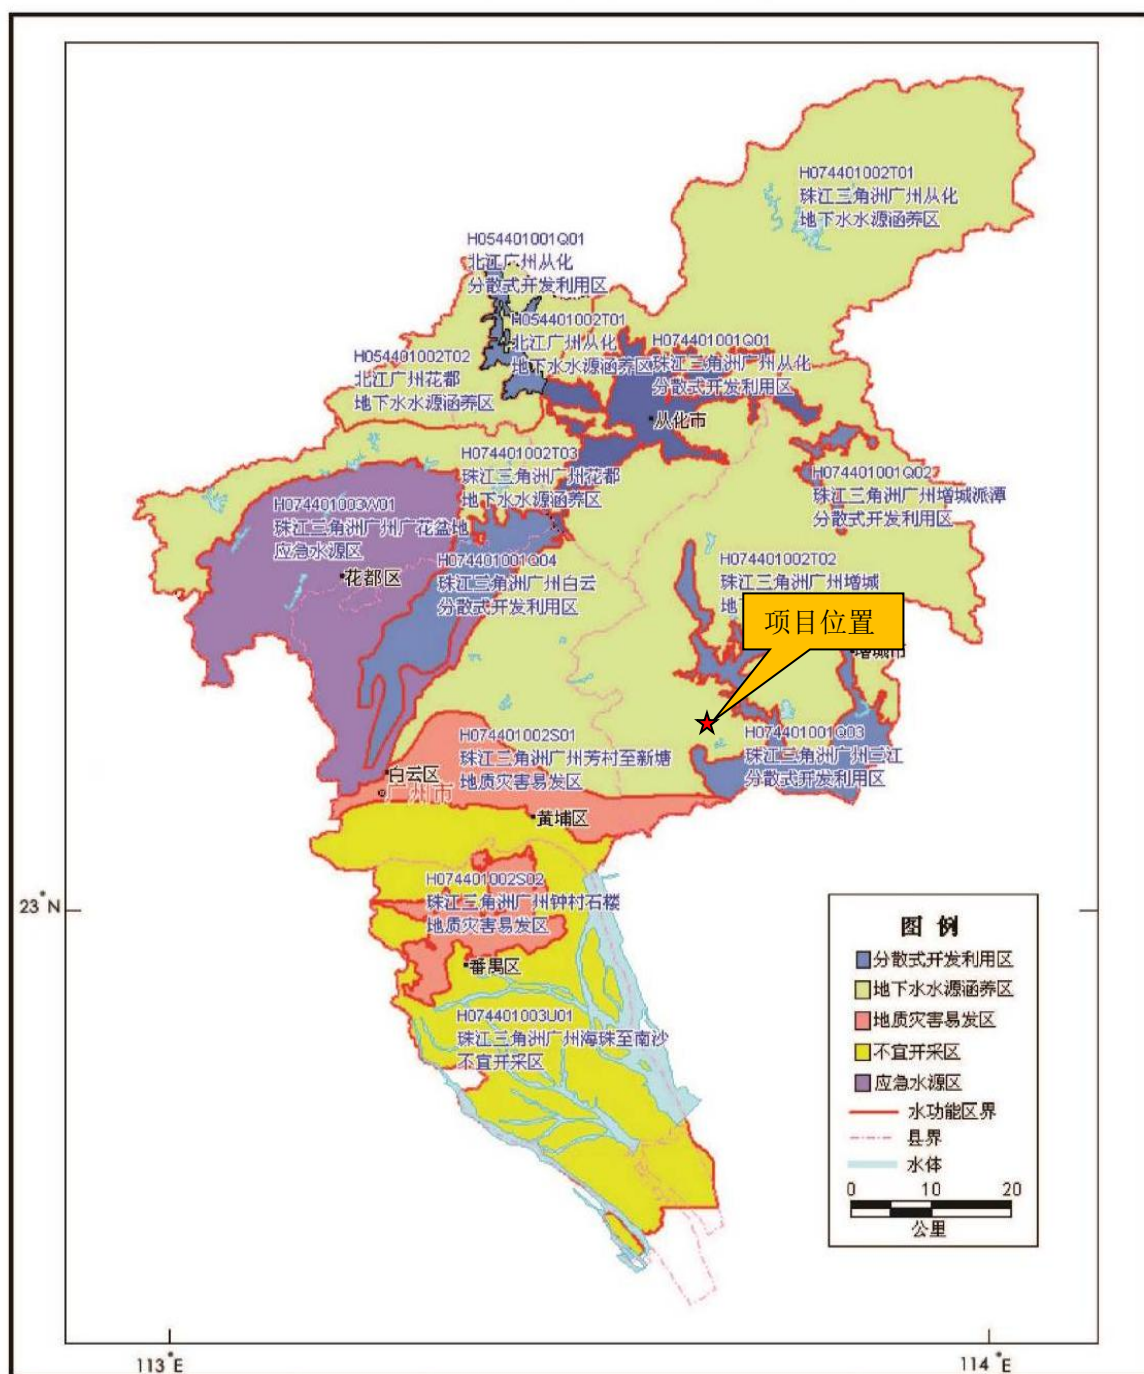 H074401002T01
珠江三角洲广州从化
地下水水源涵养区
H054401001Q01
北江广州从化
分散式开发利用区
H054401002T01
北江广州从化
地下水水源涵养区
H074401001Q01
珠江三角洲广州从化
分散式开发利用区
H054401002T02
北江广州花都
地下水水源涵养区
从化市
H074401002T03
珠江三角洲广州花都
地下水水源涵养区
H074401001Q02
珠江三角洲广州增城派潭
分散式开发利用区
H074401003W01
珠江三角洲广州广花盆地
应急水源区
花都区
H074401001Q04
珠江三角洲广州白云
分散式开发利用区
H074401002T02
珠江三角洲广州增城
项目位置
增城市
H074401002S01
珠江三角洲广州芳村至新塘
地质灾害易发区
H074401001Q03
珠江三角洲广州三江
分散式开发利用区
白云区
广州市
黄埔区
H074401002S02
珠江三角洲广州钟村石楼
地质灾害易发区
番禺区
H074401003U01
珠江三角洲广州海珠至南沙
不宜开采区
23°N
图 例
分散式开发利用区
地下水水源涵养区
地质灾害易发区
不宜开采区
应急水源区
水功能区界
县界
水体
0 10 20
公里
113°E
114°E